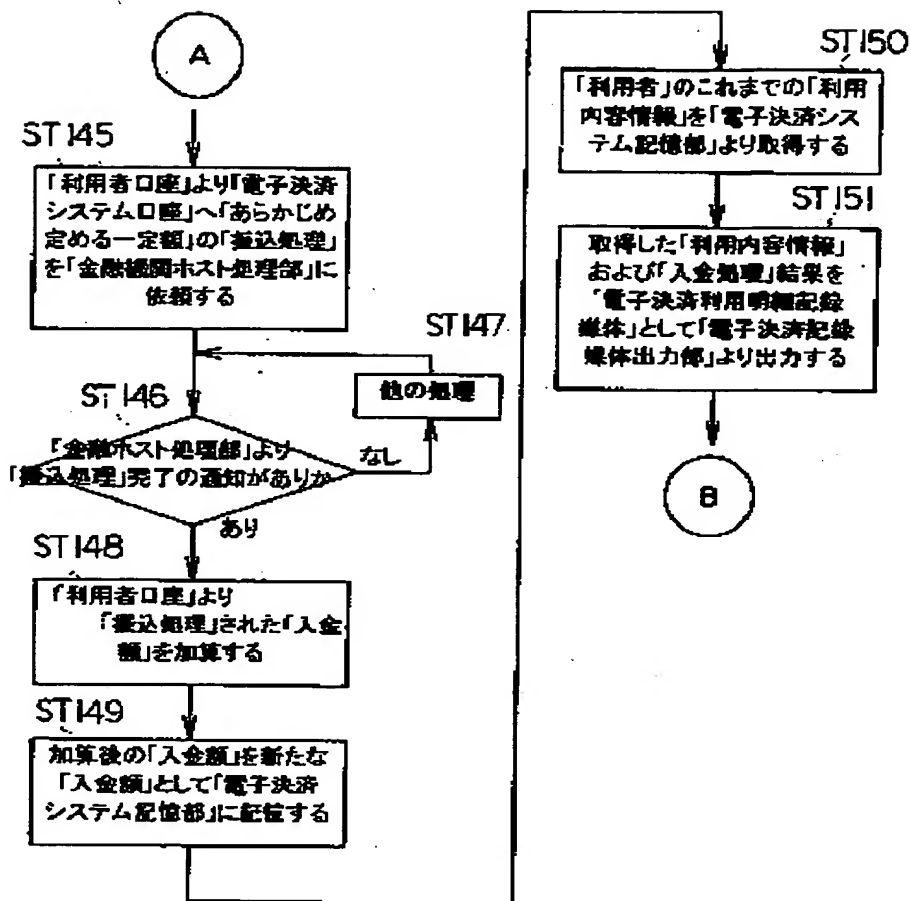 A
ST145
「利用者口座」より「電子決済
システム口座」へ「あらかじめ
定める一定額」の「振込処理」
を「金融機関ホスト処理部」に
依頼する
ST147
他の処理
ST146
「金融ホスト処理部」より
「振込処理」完了の通知がありか
なし
あり
ST148
「利用者口座」より
「振込処理」された「入金
額」を加算する
ST149
加算後の「入金額」を新たな
「入金額」として「電子決済
システム記憶部」に記憶する
ST150
「利用者」のこれまでの「利用
内容情報」を「電子決済シス
テム記憶部」より取得する
ST151
取得した「利用内容情報」
および「入金処理」結果を
「電子決済利用明細記録
媒体」として「電子決済記録
媒体出力部」より出力する
B